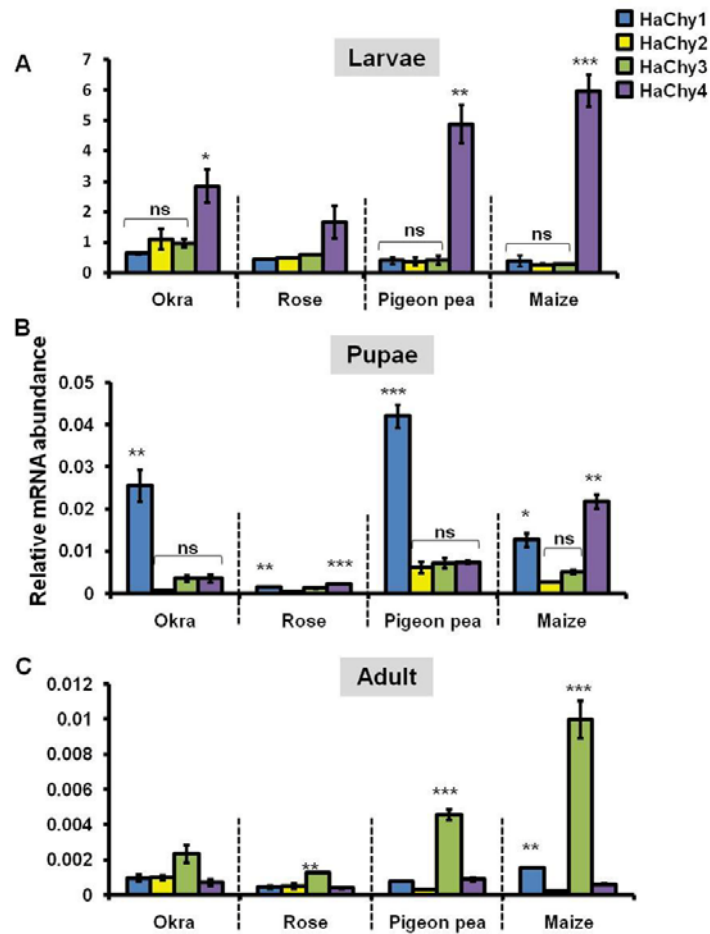 HaChy1
HaChy2
HaChy3
HaChy4
A
Larvae
7
6
5
4
3
2
1
0
ns
*
ns
**
ns
***
Okra Rose Pigeon pea Maize
B
Pupae
Relative mRNA abundance
0.05
0.04
0.03
0.02
0.01
0
**
ns
**
***
***
ns
*
ns
**
Okra Rose Pigeon pea Maize
C
Adult
0.012
0.01
0.008
0.006
0.004
0.002
0
**
***
**
***
Okra Rose Pigeon pea Maize